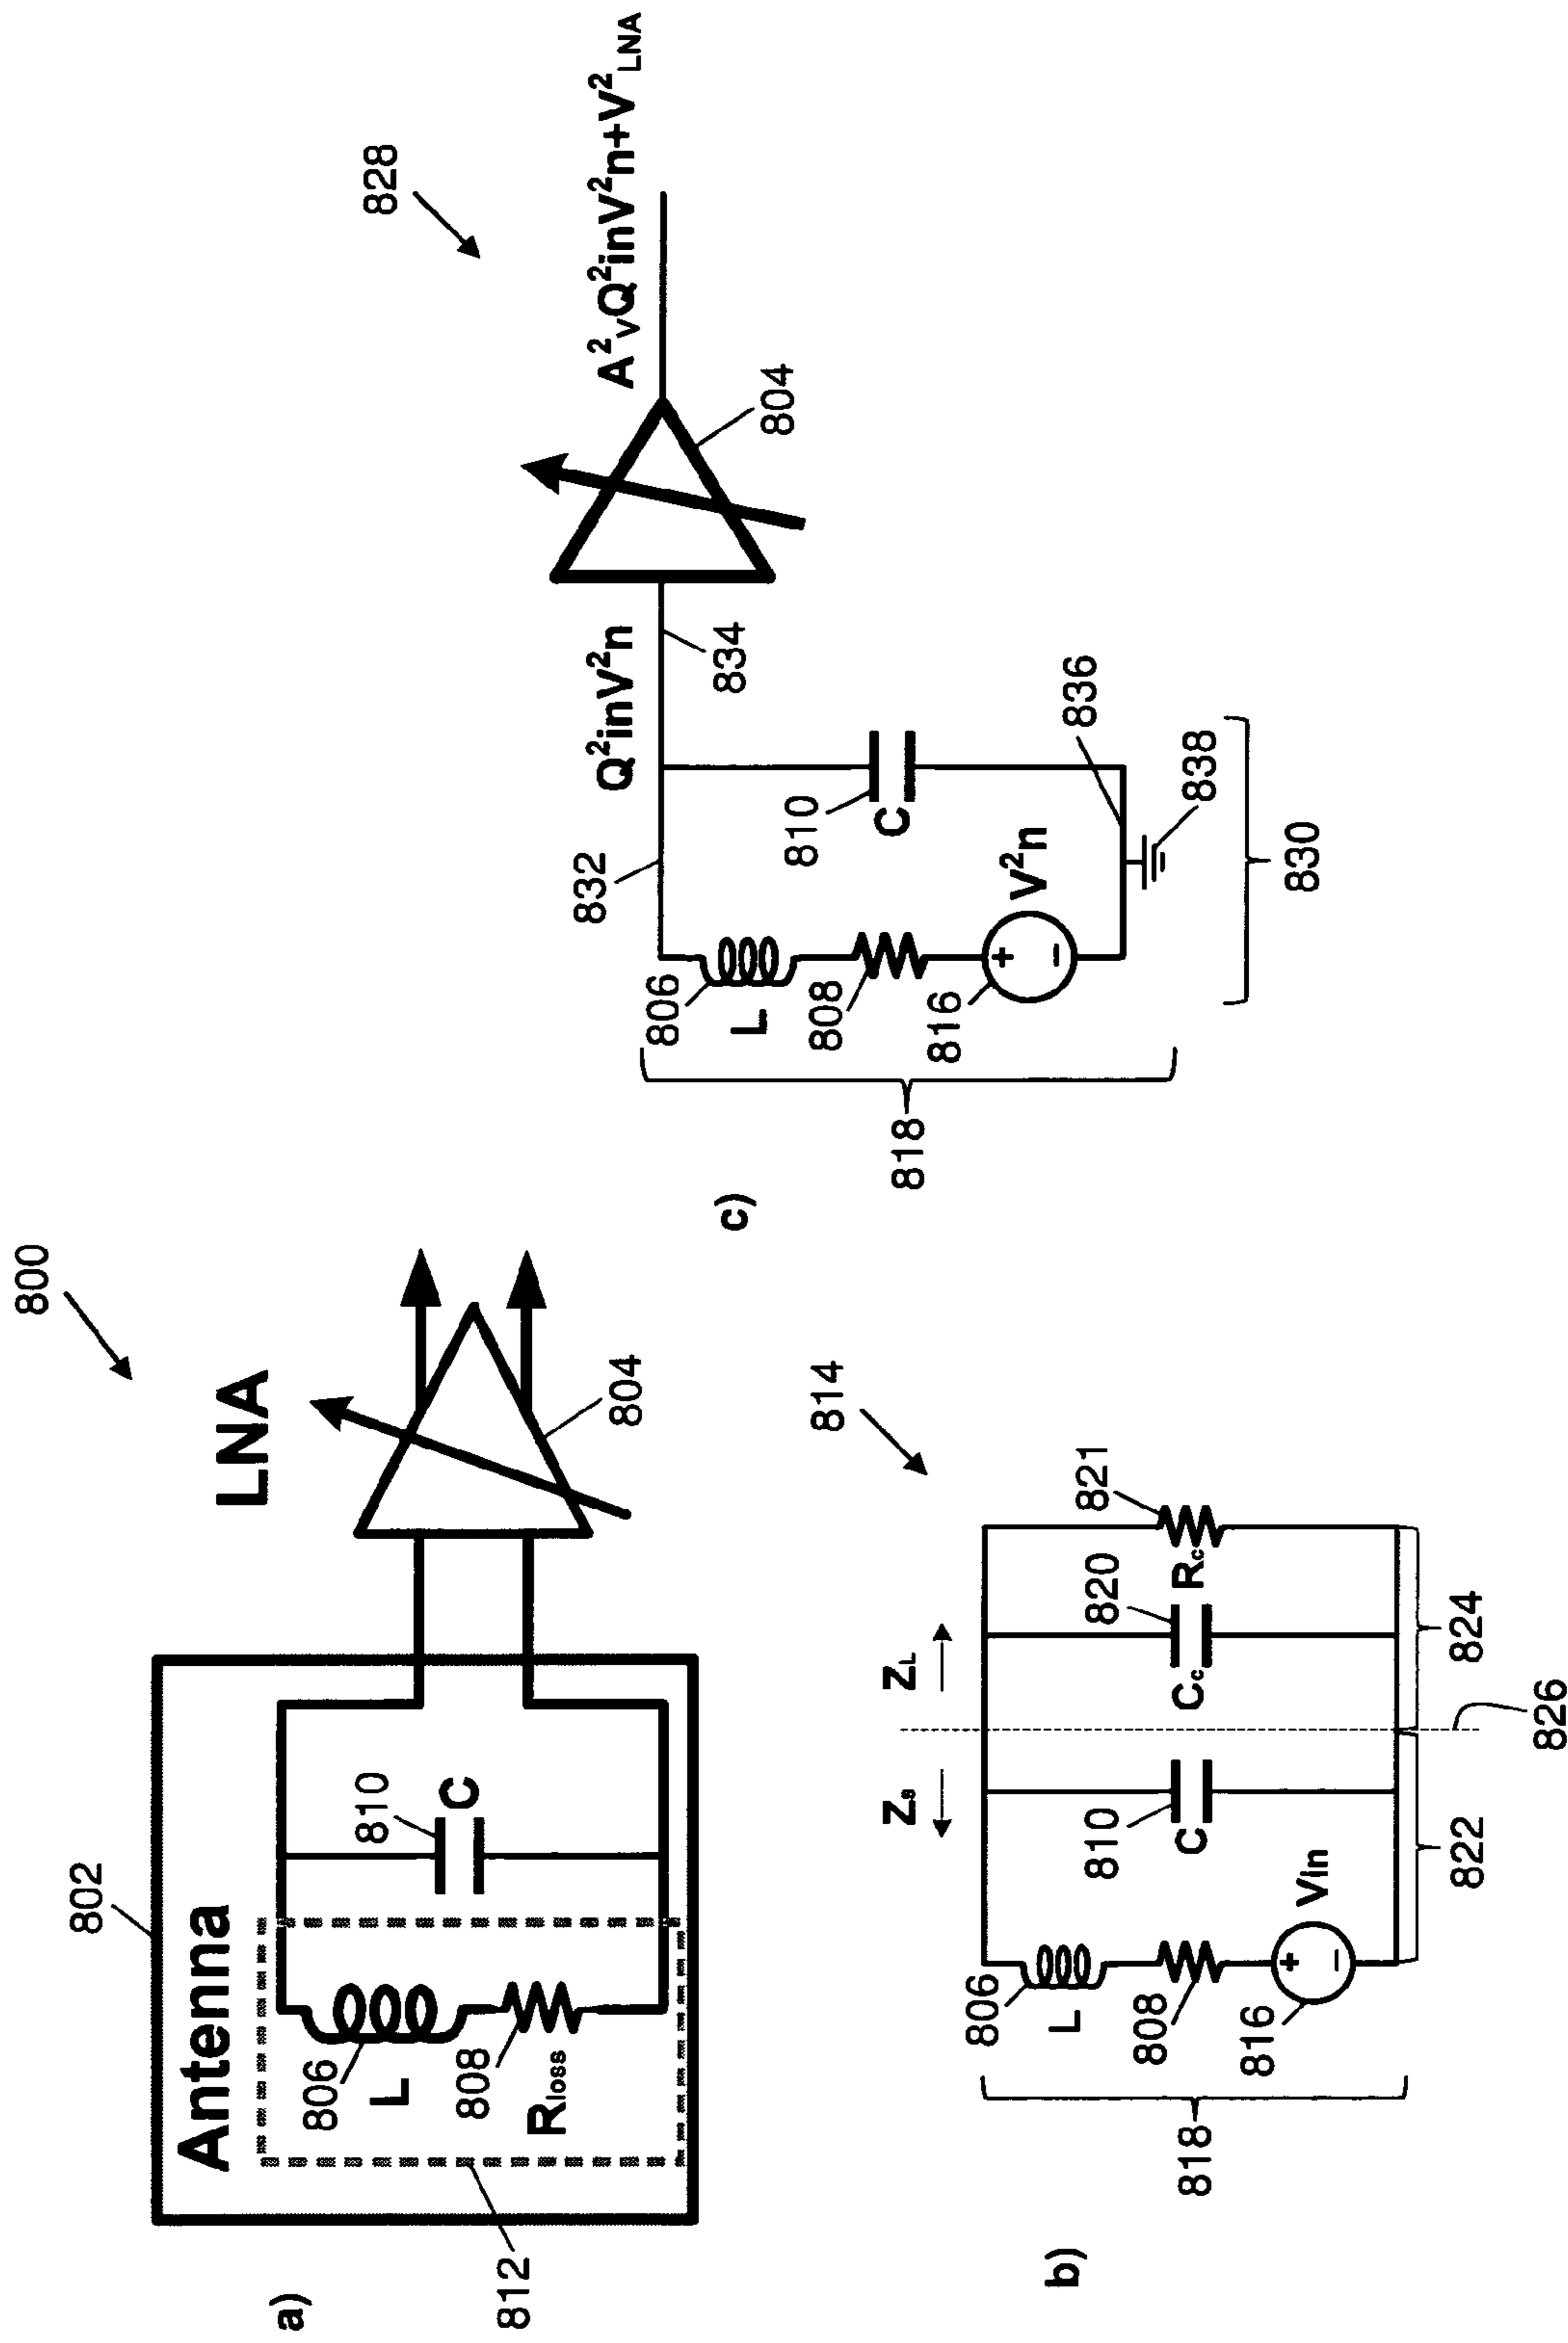 a)
800
802
Antenna
LNA
806
L
808
Rloss
810
C
812
804
b)
814
818
806
L
808
816
Vin
810
C
Zs
ZL
820
Cc
Rc
821
822
824
826
c)
828
818
832
806
L
808
816
V²n
810
C
Q²inV²n
834
836
838
830
804
A²VQ²inV²n+V²LNA